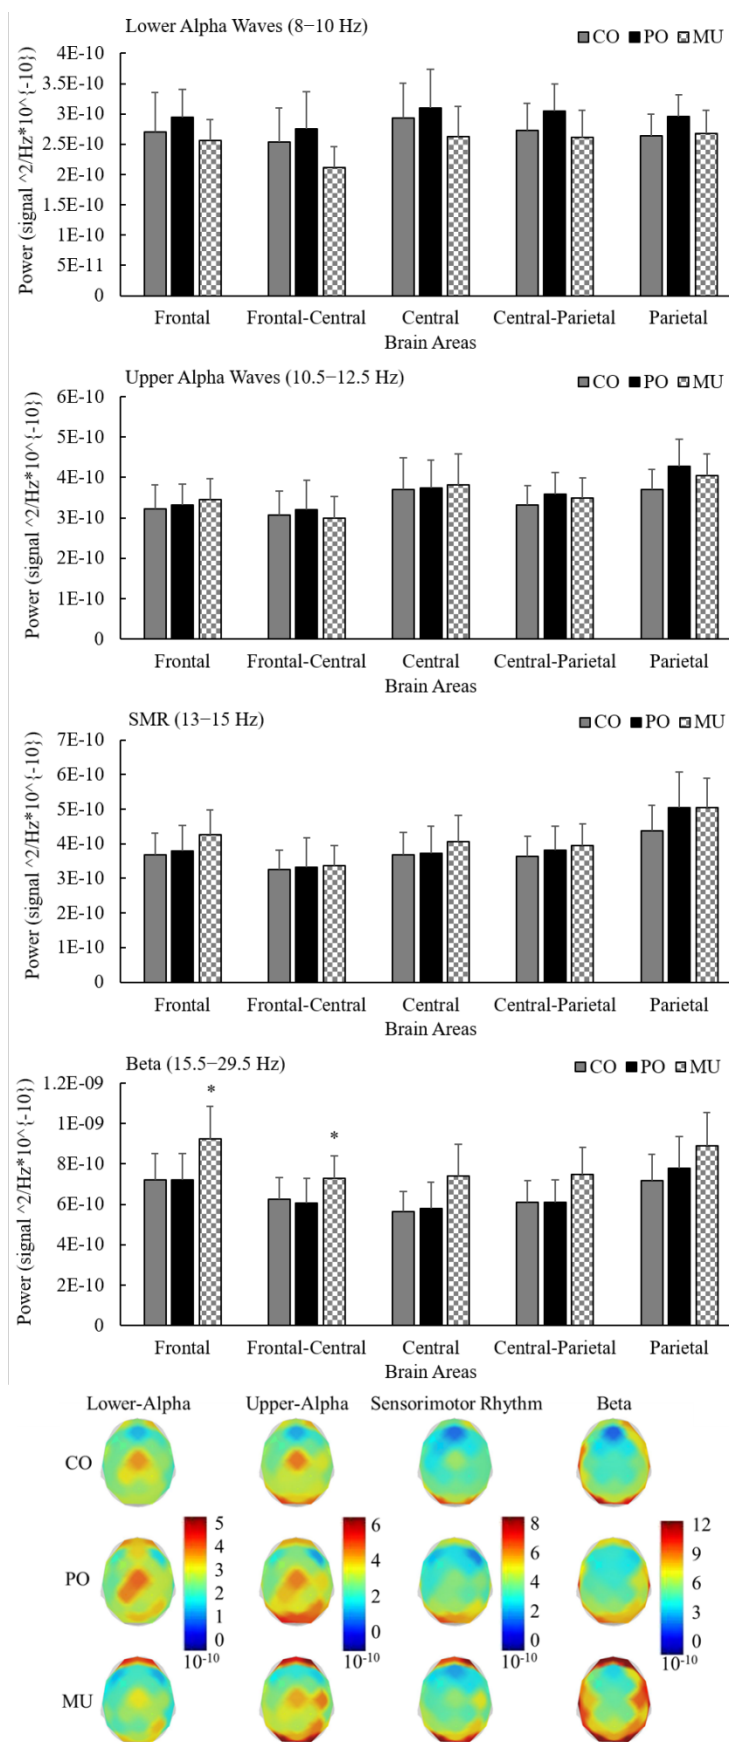 Lower Alpha Waves (8−10 Hz)
CO PO MU
Power (signal ^2/Hz*10^{-10})
4E-10
3.5E-10
3E-10
2.5E-10
2E-10
1.5E-10
1E-10
5E-11
0
Frontal Frontal-Central Central Central-Parietal Parietal
Brain Areas
Upper Alpha Waves (10.5−12.5 Hz)
CO PO MU
Power (signal ^2/Hz*10^{-10})
6E-10
5E-10
4E-10
3E-10
2E-10
1E-10
0
Frontal Frontal-Central Central Central-Parietal Parietal
Brain Areas
SMR (13−15 Hz)
CO PO MU
Power (signal ^2/Hz*10^{-10})
7E-10
6E-10
5E-10
4E-10
3E-10
2E-10
1E-10
0
Frontal Frontal-Central Central Central-Parietal Parietal
Brain Areas
Beta (15.5−29.5 Hz)
CO PO MU
Power (signal ^2/Hz*10^{-10})
1.2E-09
1E-09
8E-10
6E-10
4E-10
2E-10
0
*
*
Frontal Frontal-Central Central Central-Parietal Parietal
Brain Areas
Lower-Alpha Upper-Alpha Sensorimotor Rhythm Beta
CO
PO
MU
5
4
3
2
1
0
10^-10
6
4
2
0
10^-10
8
6
4
2
0
10^-10
12
9
6
3
0
10^-10